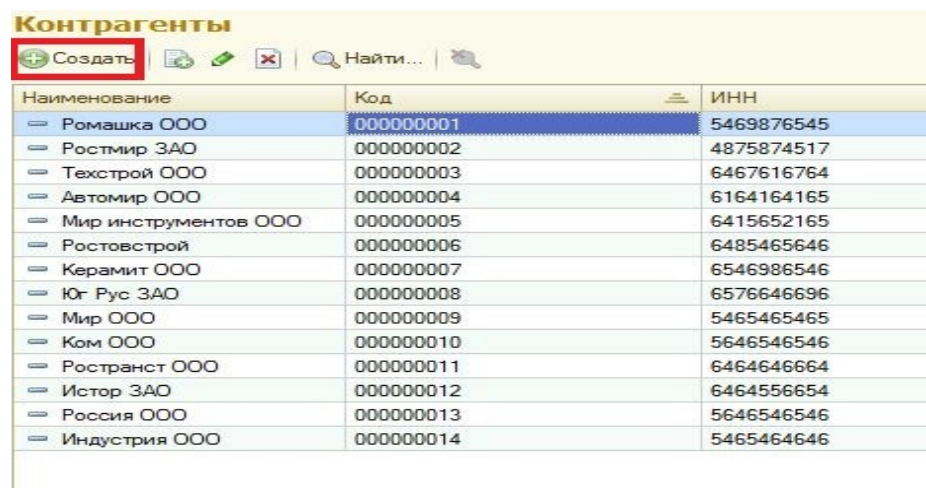 Контрагенты
Создать Найти...
Наименование Код ИНН
Ромашка ООО 000000001 5469876545
Ростмир ЗАО 000000002 4875874517
Техстрой ООО 000000003 6467616764
Автомир ООО 000000004 6164164165
Мир инструментов ООО 000000005 6415652165
Ростовстрой 000000006 6485465646
Керамит ООО 000000007 6546986546
Юг Рус ЗАО 000000008 6576646696
Мир ООО 000000009 5465465465
Ком ООО 000000010 5646546546
Ространст ООО 000000011 6464646664
Истор ЗАО 000000012 6464556654
Россия ООО 000000013 5646546546
Индустрия ООО 000000014 5465464646